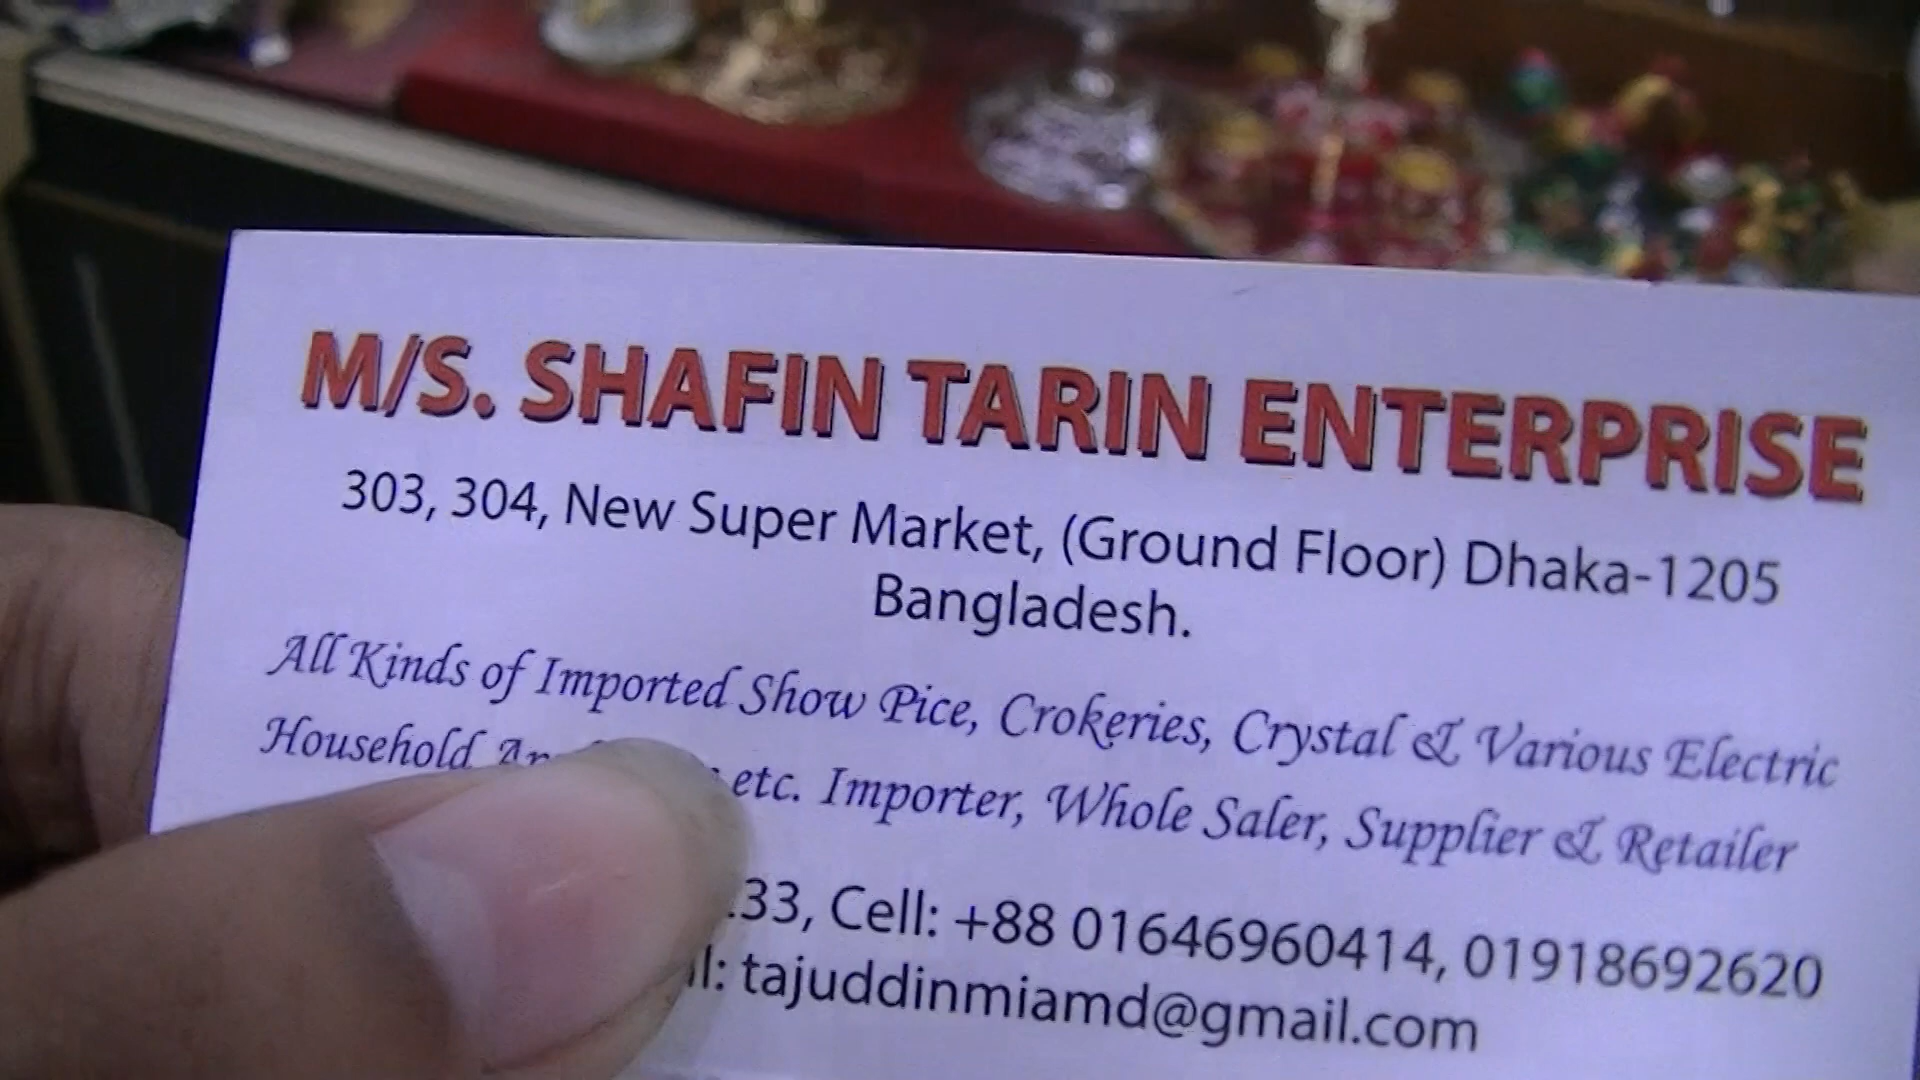 M/S. SHAFIN TARIN ENTERPRISE
303, 304, New Super Market, (Ground Floor) Dhaka-1205
Bangladesh.
All Kinds of Imported Show Pice, Crokeries, Crystal & Various Electric
Household etc. Importer, Whole Saler, Supplier & Retailer
33, Cell: +88 01646960414, 01918692620
tajuddinmiamd@gmail.com